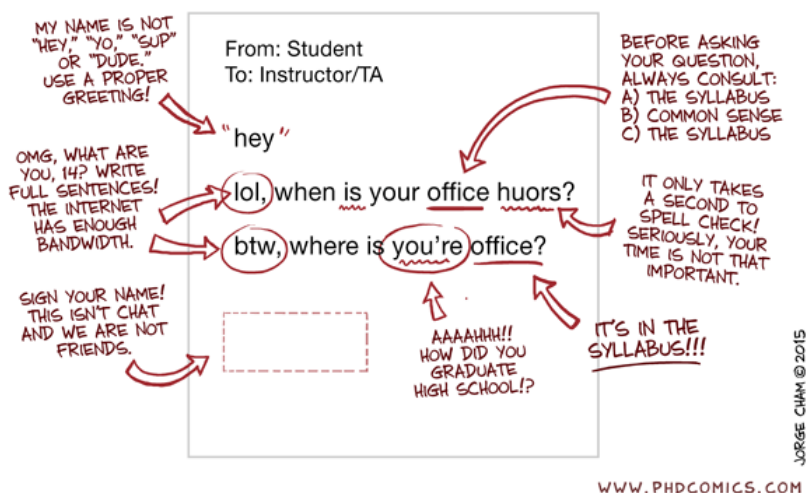 MY NAME IS NOT
"HEY," "YO," "SUP"
OR "DUDE."
USE A PROPER
GREETING!
From: Student
To: Instructor/TA
BEFORE ASKING
YOUR QUESTION,
ALWAYS CONSULT:
A) THE SYLLABUS
B) COMMON SENSE
C) THE SYLLABUS
"hey"
OMG, WHAT ARE
YOU, 14? WRITE
FULL SENTENCES!
THE INTERNET
HAS ENOUGH
BANDWIDTH.
lol, when is your office huors?
btw, where is you're office?
IT ONLY TAKES
A SECOND TO
SPELL CHECK!
SERIOUSLY, YOUR
TIME IS NOT THAT
IMPORTANT.
SIGN YOUR NAME!
THIS ISN'T CHAT
AND WE ARE NOT
FRIENDS.
AAAAHHH!!
HOW DID YOU
GRADUATE
HIGH SCHOOL!?
IT'S IN THE
SYLLABUS!!!
JORGE CHAM © 2015
WWW.PHDCOMICS.COM